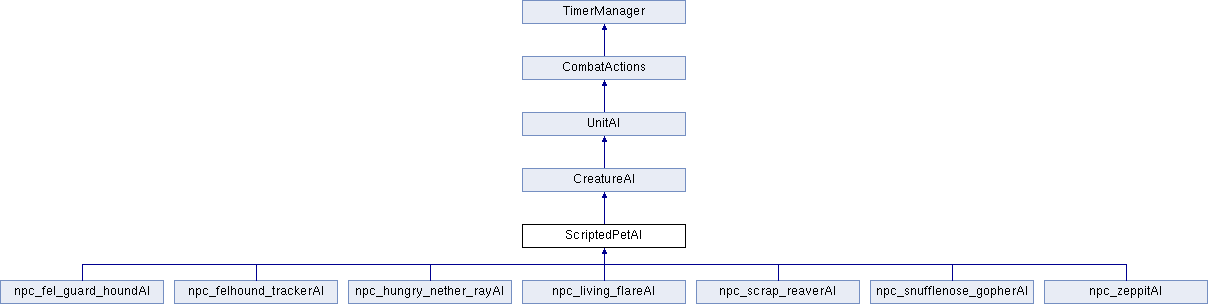 TimerManager
CombatActions
UnitAI
CreatureAI
ScriptedPetAI
npc_fel_guard_houndAI npc_felhound_trackerAI npc_hungry_nether_rayAI npc_living_flareAI npc_scrap_reaverAI npc_snufflenose_gopherAI npc_zeppitAI